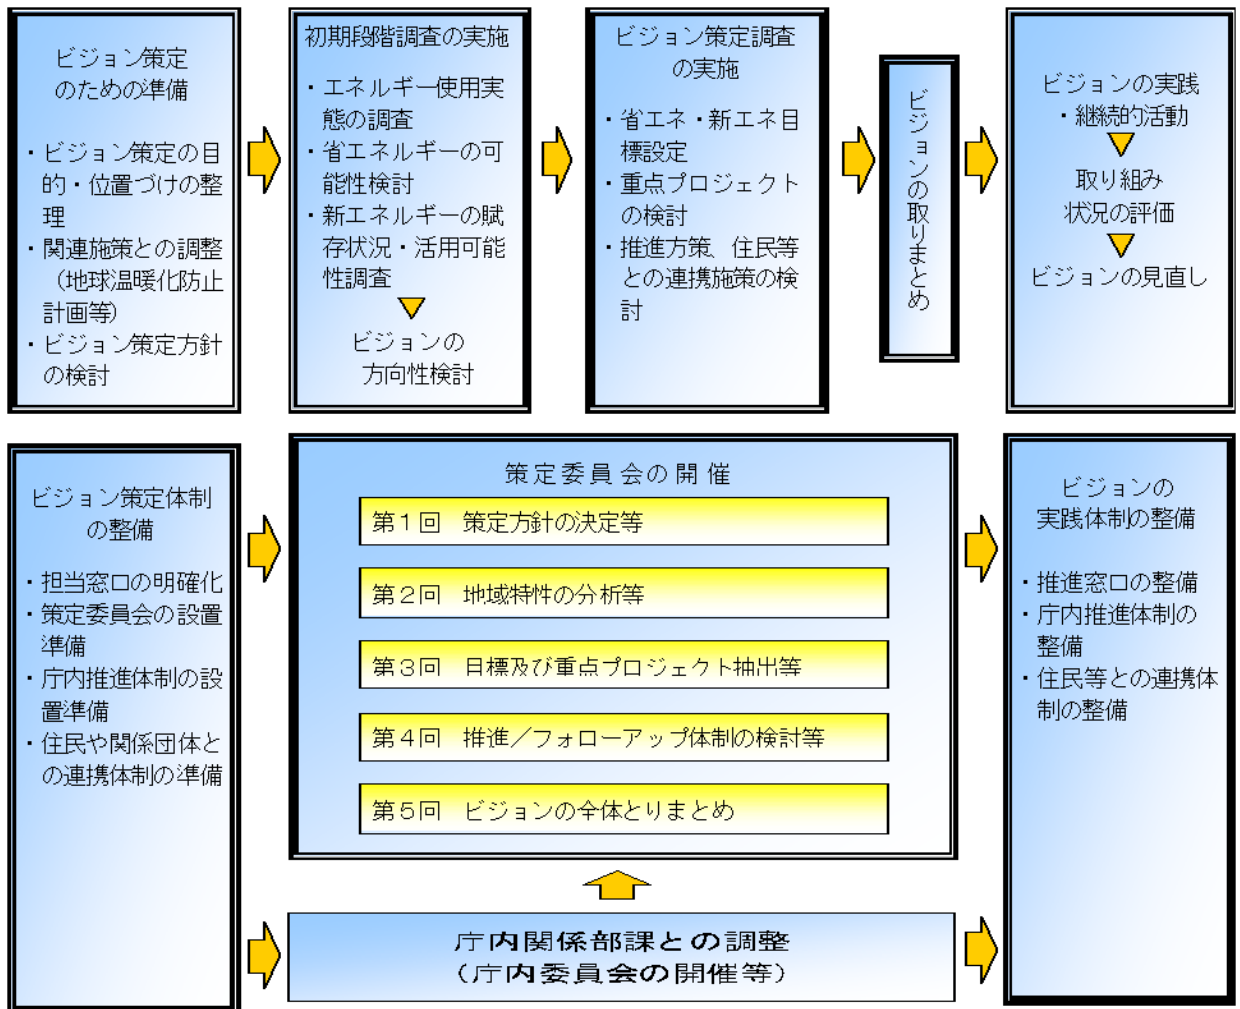 ビジョン策定
のための準備
・ビジョン策定の目
的・位置づけの整
理
・関連施策との調整
（地球温暖化防止
計画等）
・ビジョン策定方針
の検討
初期段階調査の実施
・エネルギー使用実
態の調査
・省エネルギーの可
能性検討
・新エネルギーの賦
存状況・活用可能
性調査
ビジョンの
方向性検討
ビジョン策定調査
の実施
・省エネ・新エネ目
標設定
・重点プロジェクト
の検討
・推進方策、住民等
との連携施策の検
討
ビジョンの取りまとめ
ビジョンの実践
・継続的活動
取り組み
状況の評価
ビジョンの見直し
ビジョン策定体制
の整備
・担当窓口の明確化
・策定委員会の設置
準備
・庁内推進体制の設
置準備
・住民や関係団体と
の連携体制の準備
策定委員会の開催
第１回　策定方針の決定等
第２回　地域特性の分析等
第３回　目標及び重点プロジェクト抽出等
第４回　推進／フォローアップ体制の検討等
第５回　ビジョンの全体とりまとめ
庁内関係部課との調整
（庁内委員会の開催等）
ビジョンの
実践体制の整備
・推進窓口の整備
・庁内推進体制の
整備
・住民等との連携体
制の整備